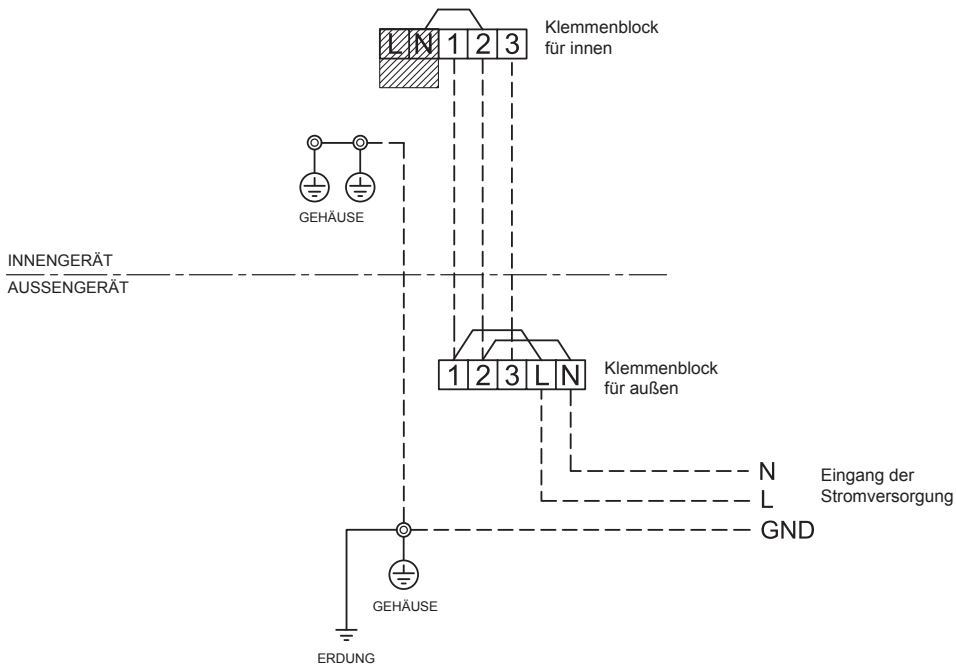 L N 1 2 3
Klemmenblock
für innen
GEHÄUSE
INNENGERÄT
AUSSENGERÄT
1 2 3 L N
Klemmenblock
für außen
N
L
GND
Eingang der
Stromversorgung
GEHÄUSE
ERDUNG